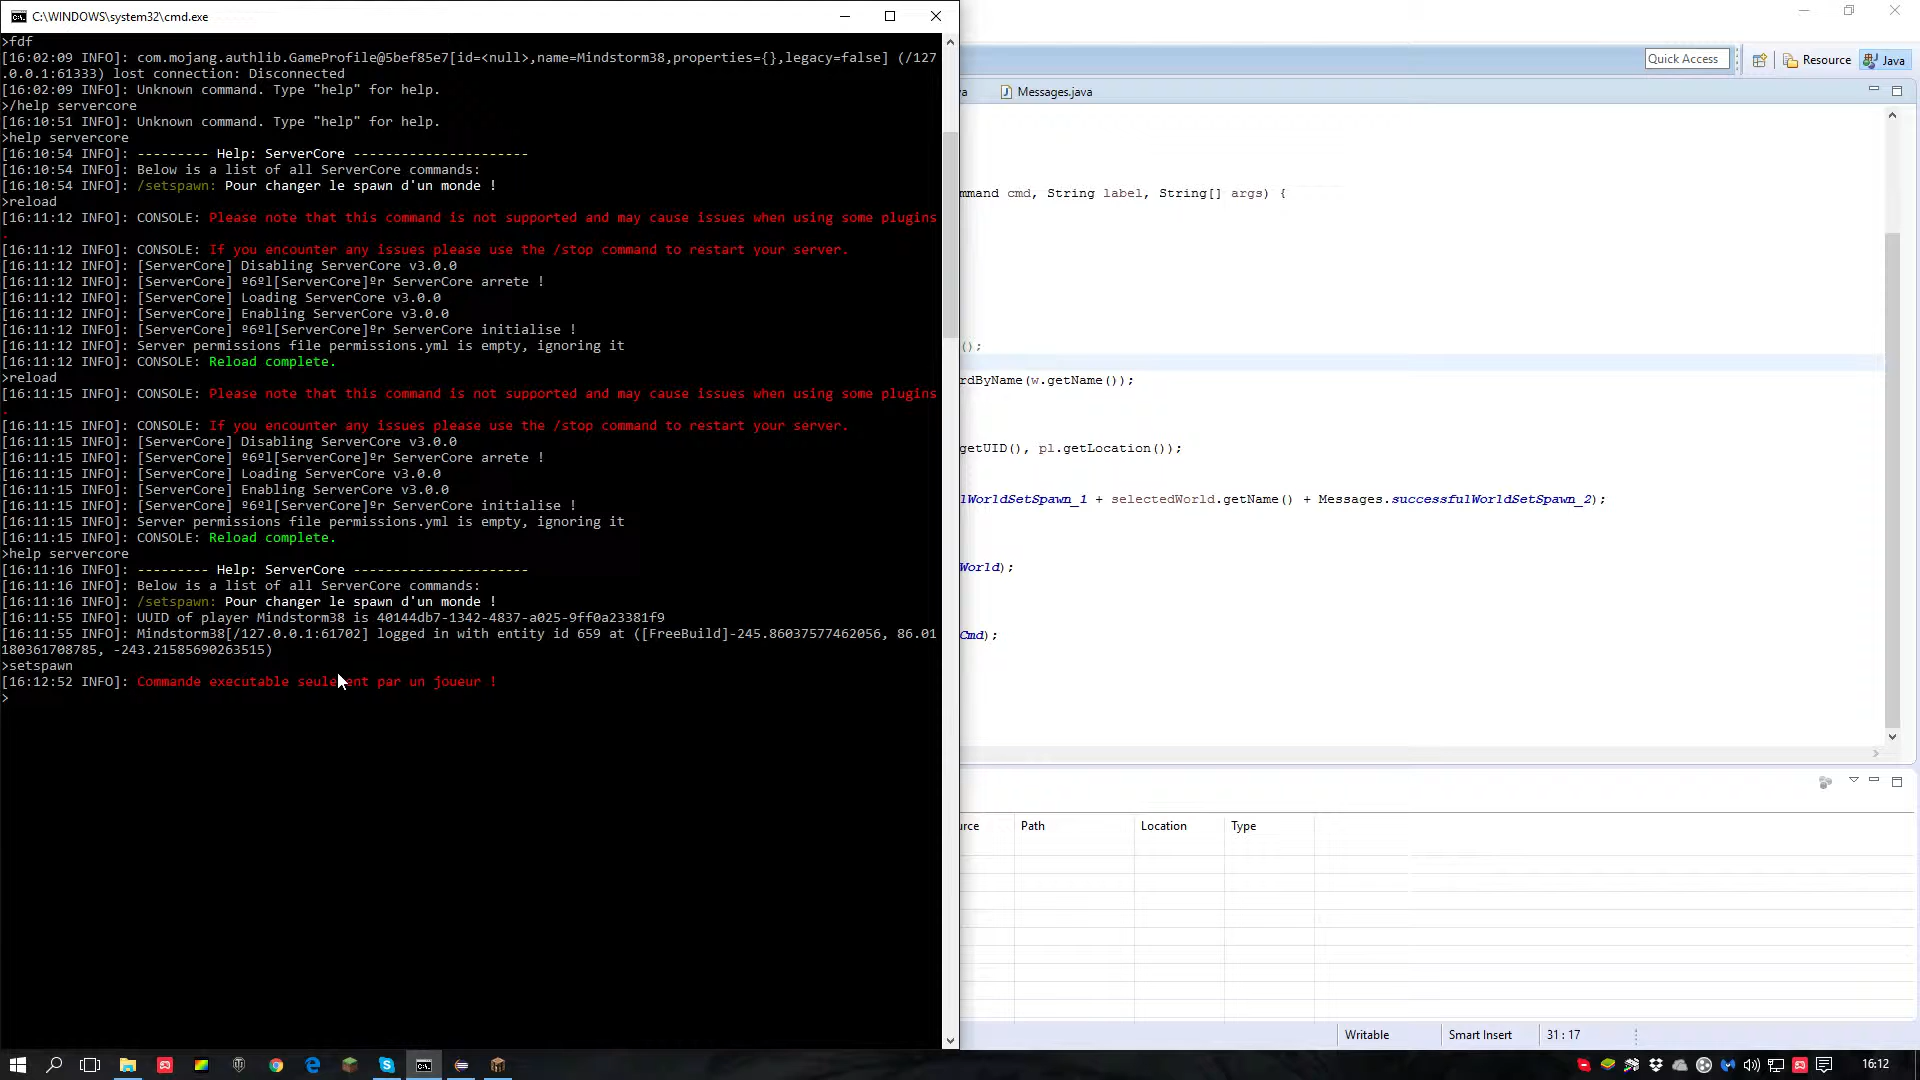 C:\WINDOWS\system32\cmd.exe
>fdf
[16:02:09 INFO]: com.mojang.authlib.GameProfile@5bef85e7[id=<null>,name=Mindstorm38,properties={},legacy=false] (/127
.0.0.1:61333) lost connection: Disconnected
[16:02:09 INFO]: Unknown command. Type "help" for help.
>/help servercore
[16:10:51 INFO]: Unknown command. Type "help" for help.
>help servercore
[16:10:54 INFO]: --------- Help: ServerCore ----------------------
[16:10:54 INFO]: Below is a list of all ServerCore commands:
[16:10:54 INFO]: /setspawn: Pour changer le spawn d'un monde !
>reload
[16:11:12 INFO]: CONSOLE: Please note that this command is not supported and may cause issues when using some plugins
.
[16:11:12 INFO]: CONSOLE: If you encounter any issues please use the /stop command to restart your server.
[16:11:12 INFO]: [ServerCore] Disabling ServerCore v3.0.0
[16:11:12 INFO]: [ServerCore] º6ºl[ServerCore]ºr ServerCore arrete !
[16:11:12 INFO]: [ServerCore] Loading ServerCore v3.0.0
[16:11:12 INFO]: [ServerCore] Enabling ServerCore v3.0.0
[16:11:12 INFO]: [ServerCore] º6ºl[ServerCore]ºr ServerCore initialise !
[16:11:12 INFO]: Server permissions file permissions.yml is empty, ignoring it
[16:11:12 INFO]: CONSOLE: Reload complete.
>reload
[16:11:15 INFO]: CONSOLE: Please note that this command is not supported and may cause issues when using some plugins
.
[16:11:15 INFO]: CONSOLE: If you encounter any issues please use the /stop command to restart your server.
[16:11:15 INFO]: [ServerCore] Disabling ServerCore v3.0.0
[16:11:15 INFO]: [ServerCore] º6ºl[ServerCore]ºr ServerCore arrete !
[16:11:15 INFO]: [ServerCore] Loading ServerCore v3.0.0
[16:11:15 INFO]: [ServerCore] Enabling ServerCore v3.0.0
[16:11:15 INFO]: [ServerCore] º6ºl[ServerCore]ºr ServerCore initialise !
[16:11:15 INFO]: Server permissions file permissions.yml is empty, ignoring it
[16:11:15 INFO]: CONSOLE: Reload complete.
>help servercore
[16:11:16 INFO]: --------- Help: ServerCore ----------------------
[16:11:16 INFO]: Below is a list of all ServerCore commands:
[16:11:16 INFO]: /setspawn: Pour changer le spawn d'un monde !
[16:11:55 INFO]: UUID of player Mindstorm38 is 40144db7-1342-4837-a025-9ff0a23381f9
[16:11:55 INFO]: Mindstorm38[/127.0.0.1:61702] logged in with entity id 659 at ([FreeBuild]-245.86037577462056, 86.01
180361708785, -243.21585690263515)
>setspawn
[16:12:52 INFO]: Commande executable seulement par un joueur !
>
Quick Access
Resource
Java
va
Messages.java
mmand cmd, String label, String[] args) {
();
rdByName(w.getName());
getUID(), pl.getLocation());
lWorldSetSpawn_1 + selectedWorld.getName() + Messages.successfulWorldSetSpawn_2);
World);
Cmd);
urce Path Location Type
Writable Smart Insert 31 : 17
16:12